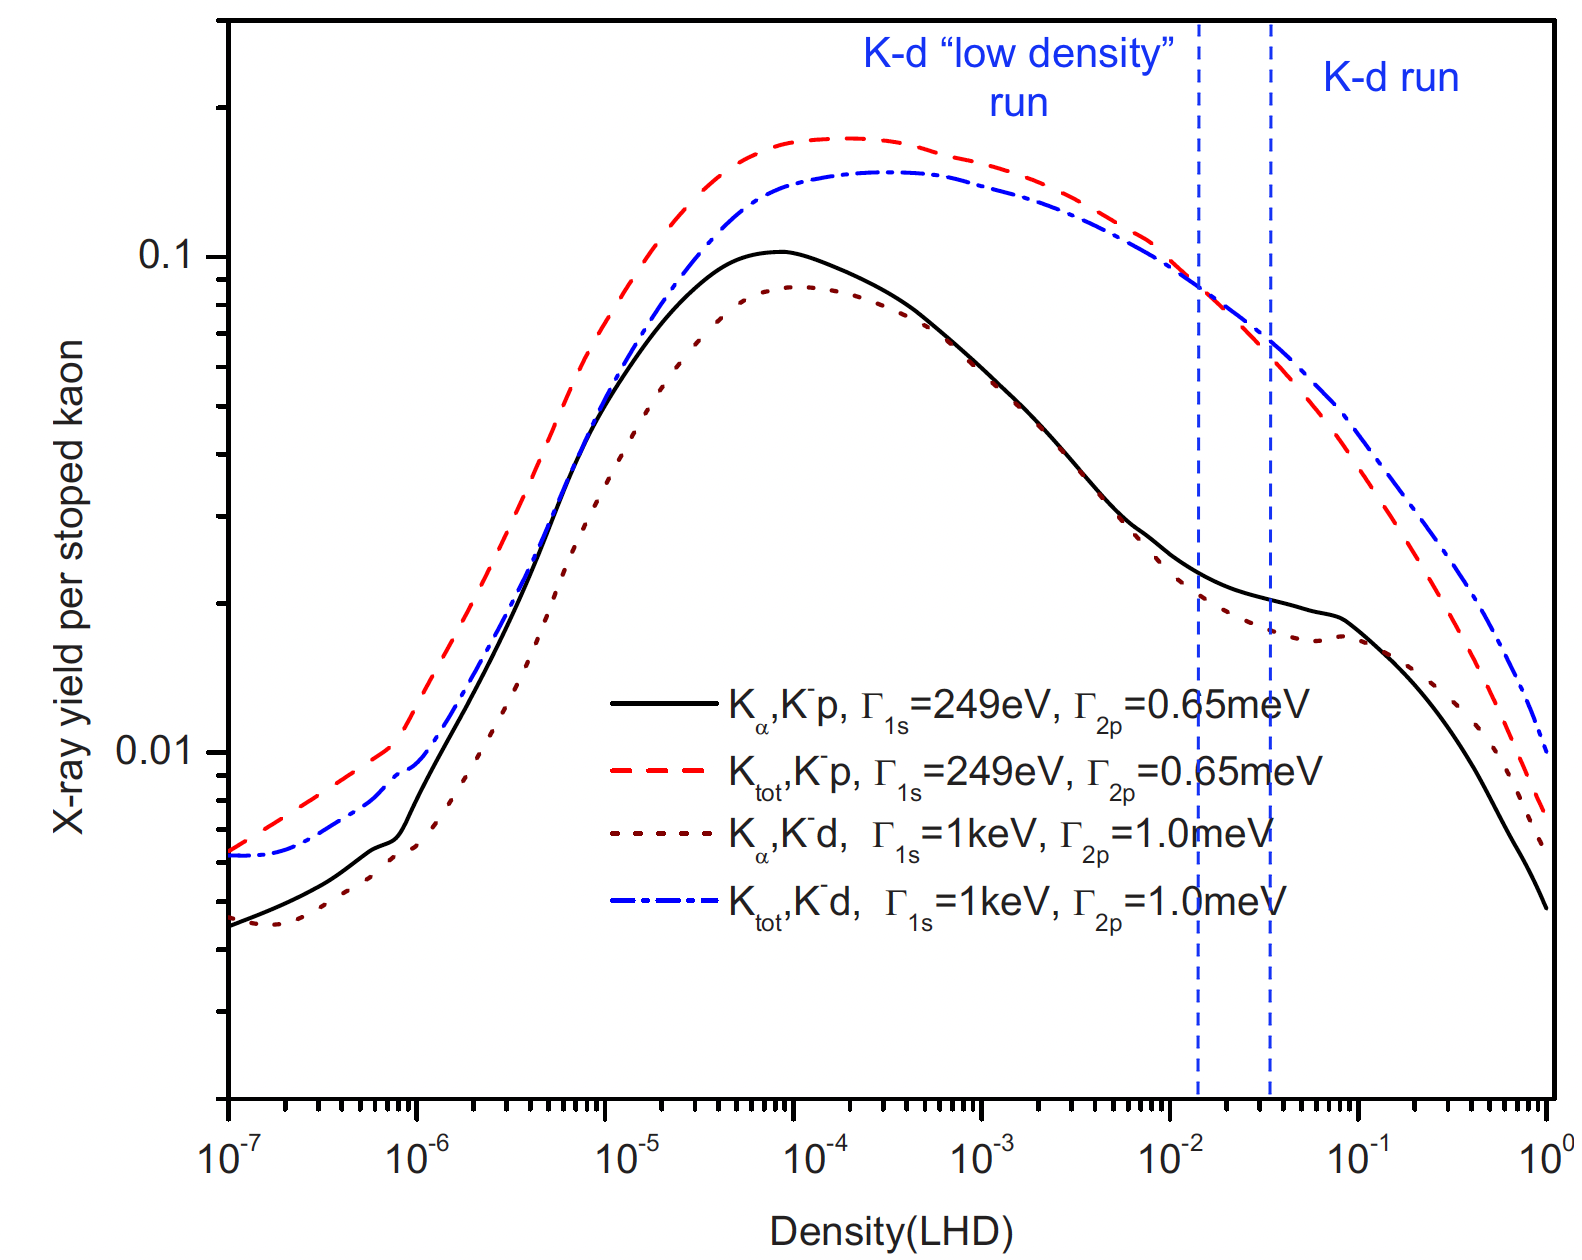 K-d “low density”
run
K-d run
0.1
0.01
X-ray yield per stoped kaon
Kα,K⁻p, Γ1s=249eV, Γ2p=0.65meV
Ktot,K⁻p, Γ1s=249eV, Γ2p=0.65meV
Kα,K⁻d, Γ1s=1keV, Γ2p=1.0meV
Ktot,K⁻d, Γ1s=1keV, Γ2p=1.0meV
10⁻⁷ 10⁻⁶ 10⁻⁵ 10⁻⁴ 10⁻³ 10⁻² 10⁻¹ 10⁰
Density(LHD)